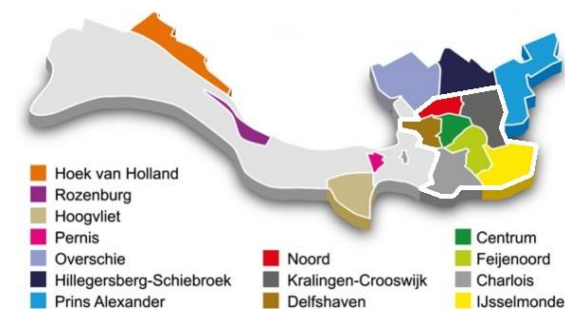 Hoek van Holland
Rozenburg
Hoogvliet
Pernis
Overschie
Hillegersberg-Schiebroek
Prins Alexander
Noord
Kralingen-Crooswijk
Delfshaven
Centrum
Feijenoord
Charlois
IJsselmonde